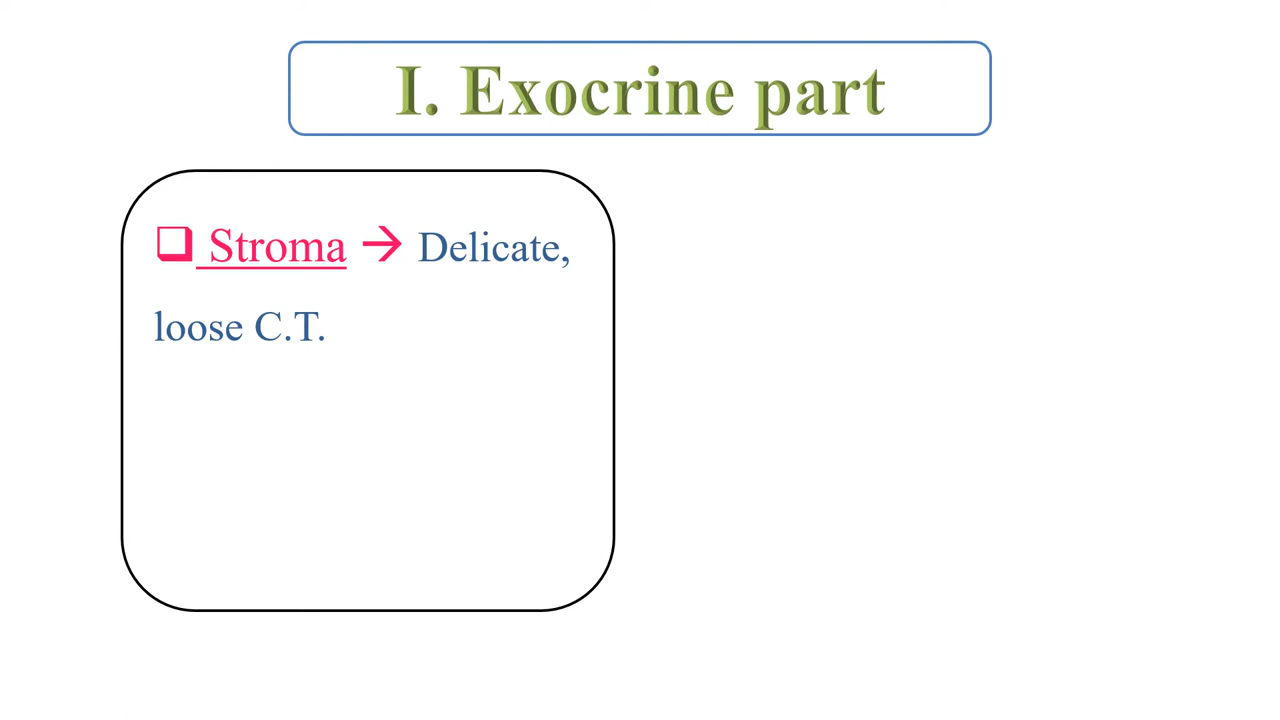 I. Exocrine part
❑ Stroma → Delicate,
loose C.T.